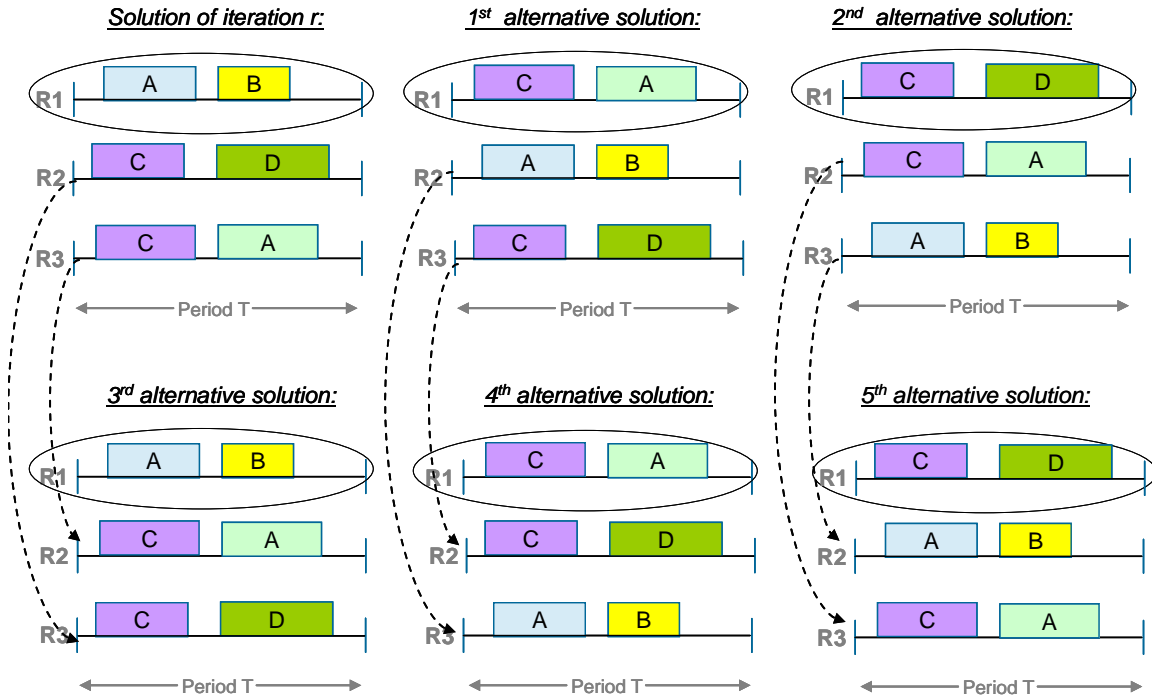 Solution of iteration r:
1st alternative solution:
2nd alternative solution:
R1 A B
R1 C A
R1 C D
R2 C D
R2 A B
R2 C A
R3 C A
R3 C D
R3 A B
Period T
Period T
Period T
3rd alternative solution:
4th alternative solution:
5th alternative solution:
R1 A B
R1 C A
R1 C D
R2 C A
R2 C D
R2 A B
R3 C D
R3 A B
R3 C A
Period T
Period T
Period T